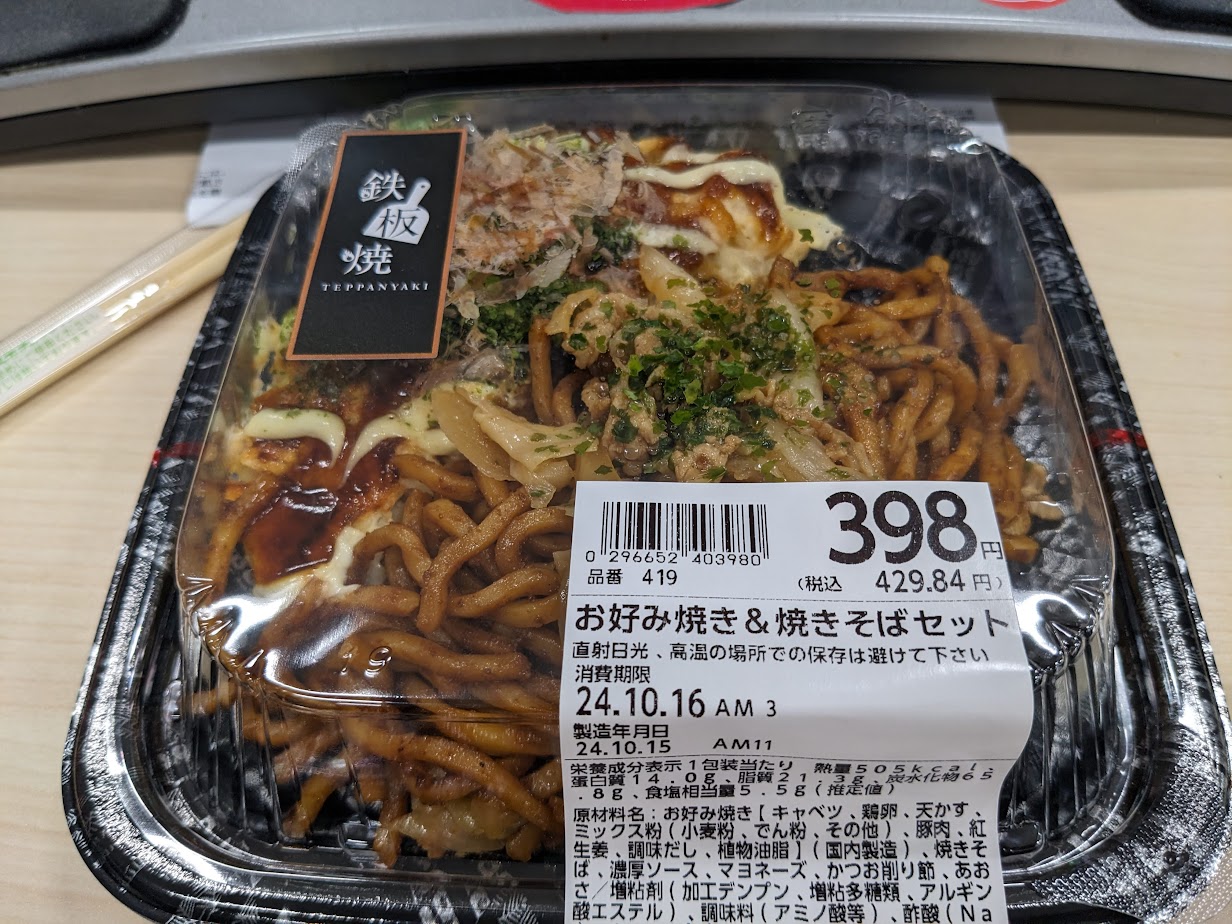 鉄
板
焼
TEPPANYAKI
398円
0 296652 403980
品番 419
(税込 429.84円)
お好み焼き&焼きそばセット
直射日光、高温の場所での保存は避けて下さい
消費期限
24.10.16 AM 3
製造年月日
24.10.15 AM11
栄養成分表示1包装当たり 熱量505kcal、
蛋白質14.0g、脂質21.3g、炭水化物65
.8g、食塩相当量5.5g(推定値)
原材料名:お好み焼き【キャベツ、鶏卵、天かす、
ミックス粉(小麦粉、でん粉、その他)、豚肉、紅
生姜、調味だし、植物油脂】(国内製造)、焼きそ
ば、濃厚ソース、マヨネーズ、かつお削り節、あお
さ/増粘剤(加工デンプン、増粘多糖類、アルギン
酸エステル)、調味料(アミノ酸等)、酢酸(Na